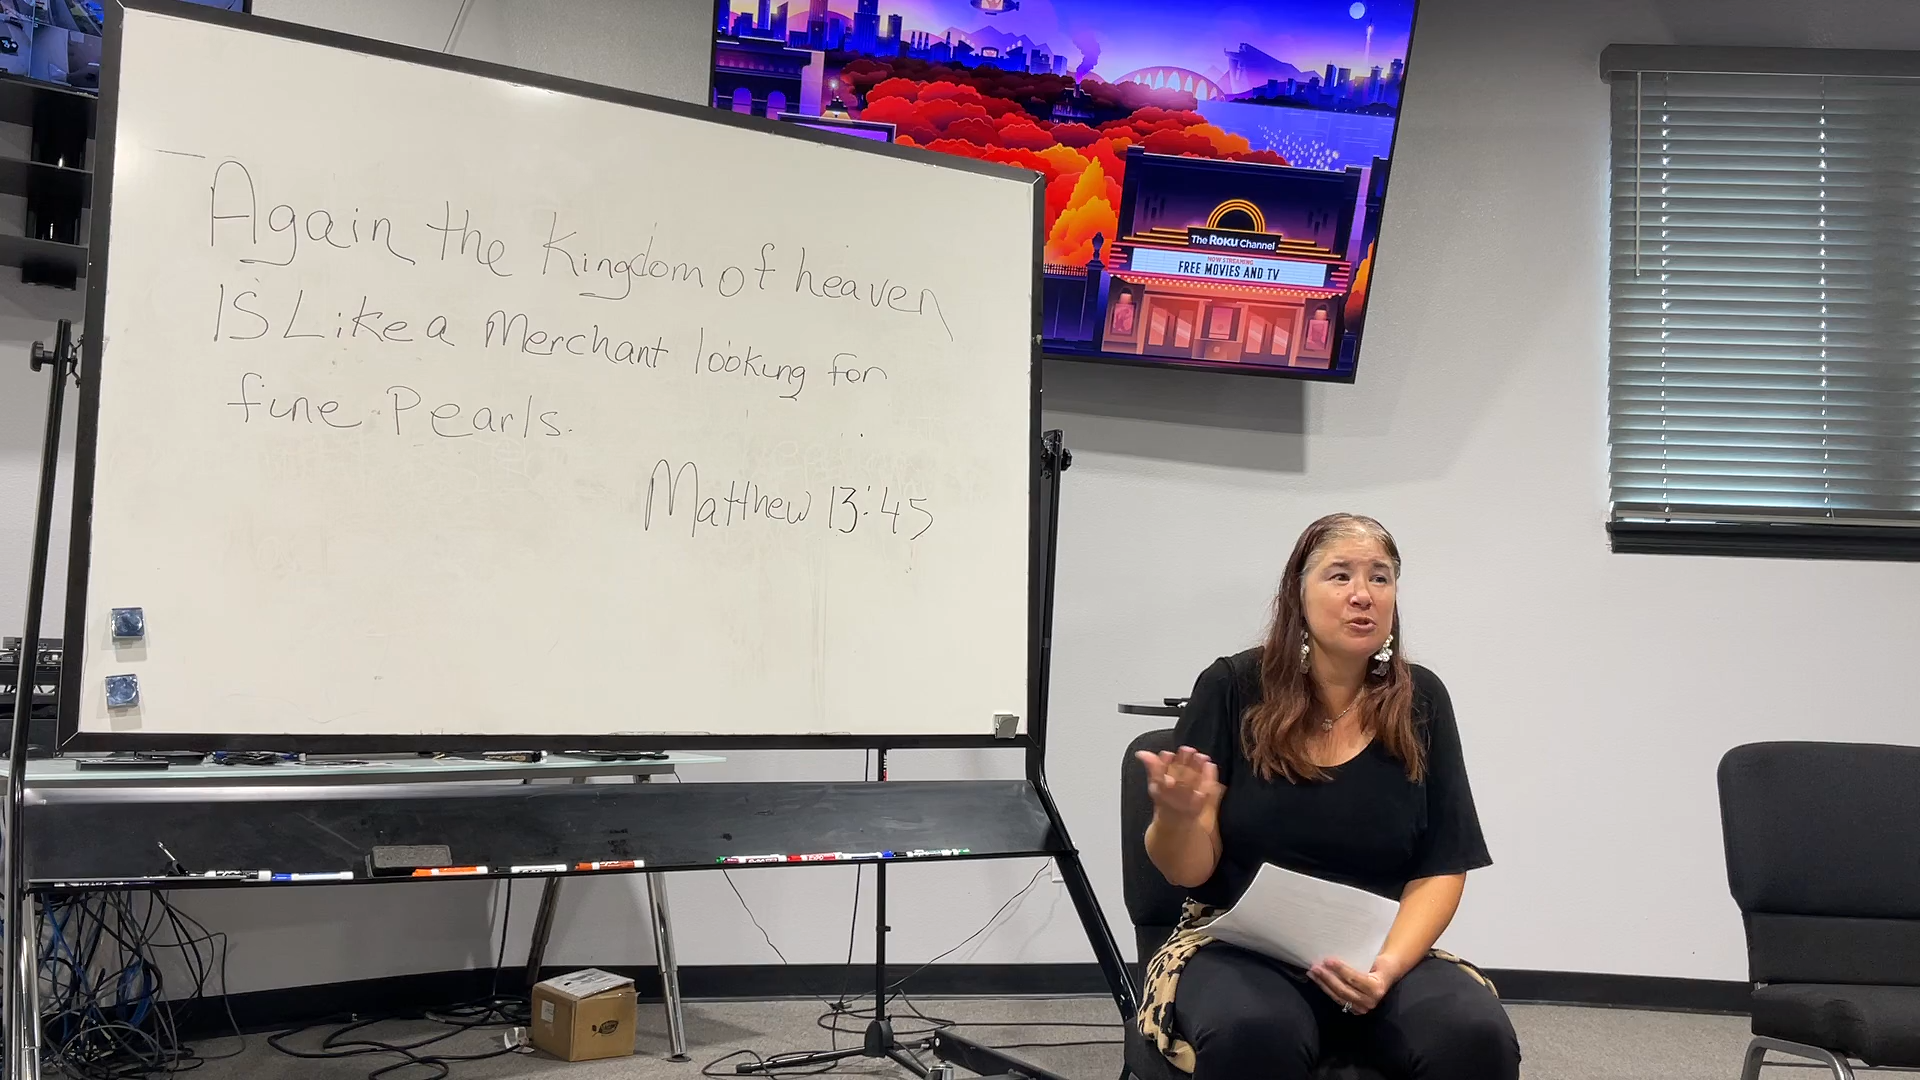 Again the Kingdom of heaven
Is Like a Merchant looking for
fine Pearls.
Matthew 13:45
The ROKU Channel
NOW STREAMING
FREE MOVIES AND TV